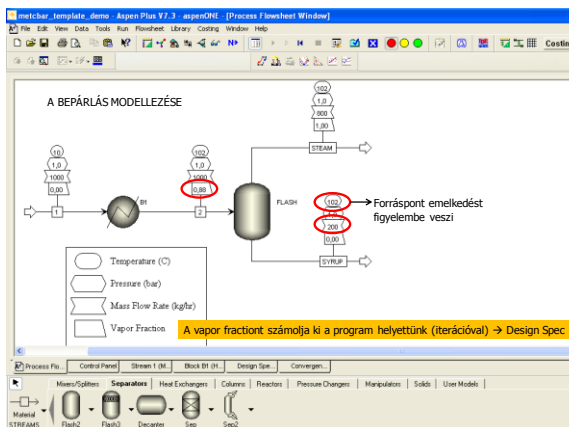 metcbar_template_demo - Aspen Plus V7.3 - aspenONE - [Process Flowsheet Window]
File Edit View Data Tools Run Flowsheet Library Costing Window Help
Costin
A BEPÁRLÁS MODELLEZÉSE
102
1,0
800
1,00
STEAM
10
1,0
1000
0,00
1
B1
102
1,0
1000
0,88
2
FLASH
102
1,0
200
0,00
SYRUP
Forráspont emelkedést
figyelembe veszi
Temperature (C)
Pressure (bar)
Mass Flow Rate (kg/hr)
Vapor Fraction
A vapor fractiont számolja ki a program helyettünk (iterációval) → Design Spec
Process Flo... Control Panel Stream 1 (M... Block B1 (H... Design Spe... Convergen...
Mixers/Splitters Separators Heat Exchangers Columns Reactors Pressure Changers Manipulators Solids User Models
Material
STREAMS Flash2 Flash3 Decanter Sep Sep2